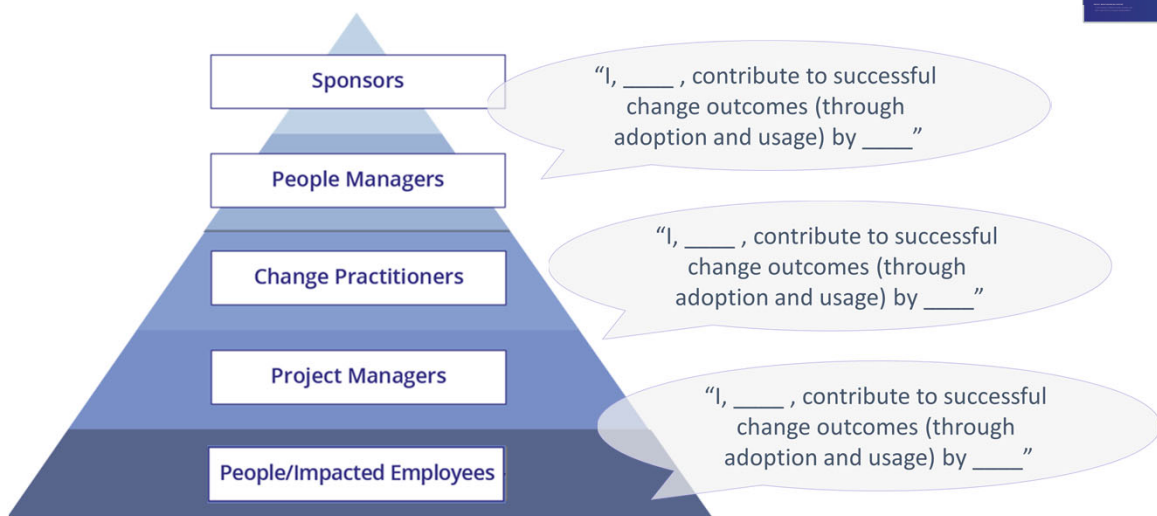 Sponsors
“I, ____ , contribute to successful
change outcomes (through
adoption and usage) by ____”
People Managers
“I, ____ , contribute to successful
change outcomes (through
adoption and usage) by ____”
Change Practitioners
Project Managers
“I, ____ , contribute to successful
change outcomes (through
adoption and usage) by ____”
People/Impacted Employees